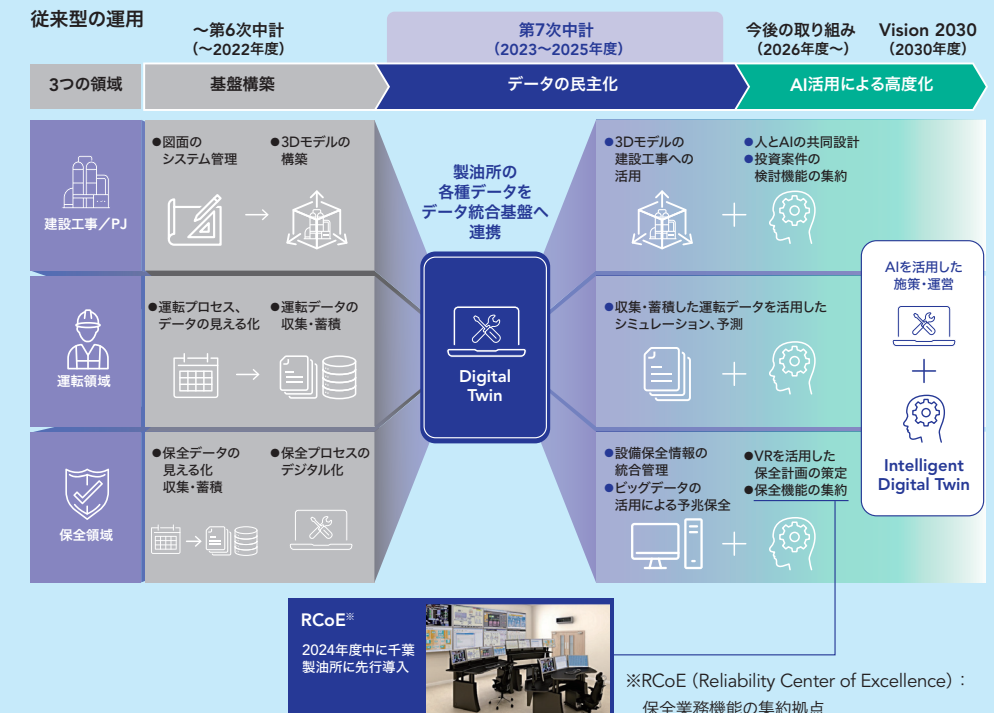 従来型の運用
～第6次中計
（～2022年度）
第7次中計
（2023～2025年度）
今後の取り組み
（2026年度～）
Vision 2030
（2030年度）
3つの領域
基盤構築
データの民主化
AI活用による高度化
建設工事／PJ
●図面の
システム管理
●3Dモデルの
構築
製油所の
各種データを
データ統合基盤へ
連携
●3Dモデルの
建設工事への
活用
●人とAIの共同設計
●投資案件の
検討機能の集約
運転領域
●運転プロセス、
データの見える化
●運転データの
収集・蓄積
Digital
Twin
●収集・蓄積した運転データを活用した
シミュレーション、予測
AIを活用した
施策・運営
Intelligent
Digital Twin
保全領域
●保全データの
見える化
収集・蓄積
●保全プロセスの
デジタル化
●設備保全情報の
統合管理
●ビッグデータの
活用による予兆保全
●VRを活用した
保全計画の策定
●保全機能の集約
RCoE※
2024年度中に千葉
製油所に先行導入
※RCoE（Reliability Center of Excellence）：
保全業務機能の集約拠点